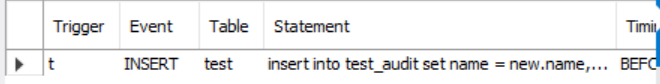 Trigger Event Table Statement
t INSERT test insert into test_audit set name = new.name,...